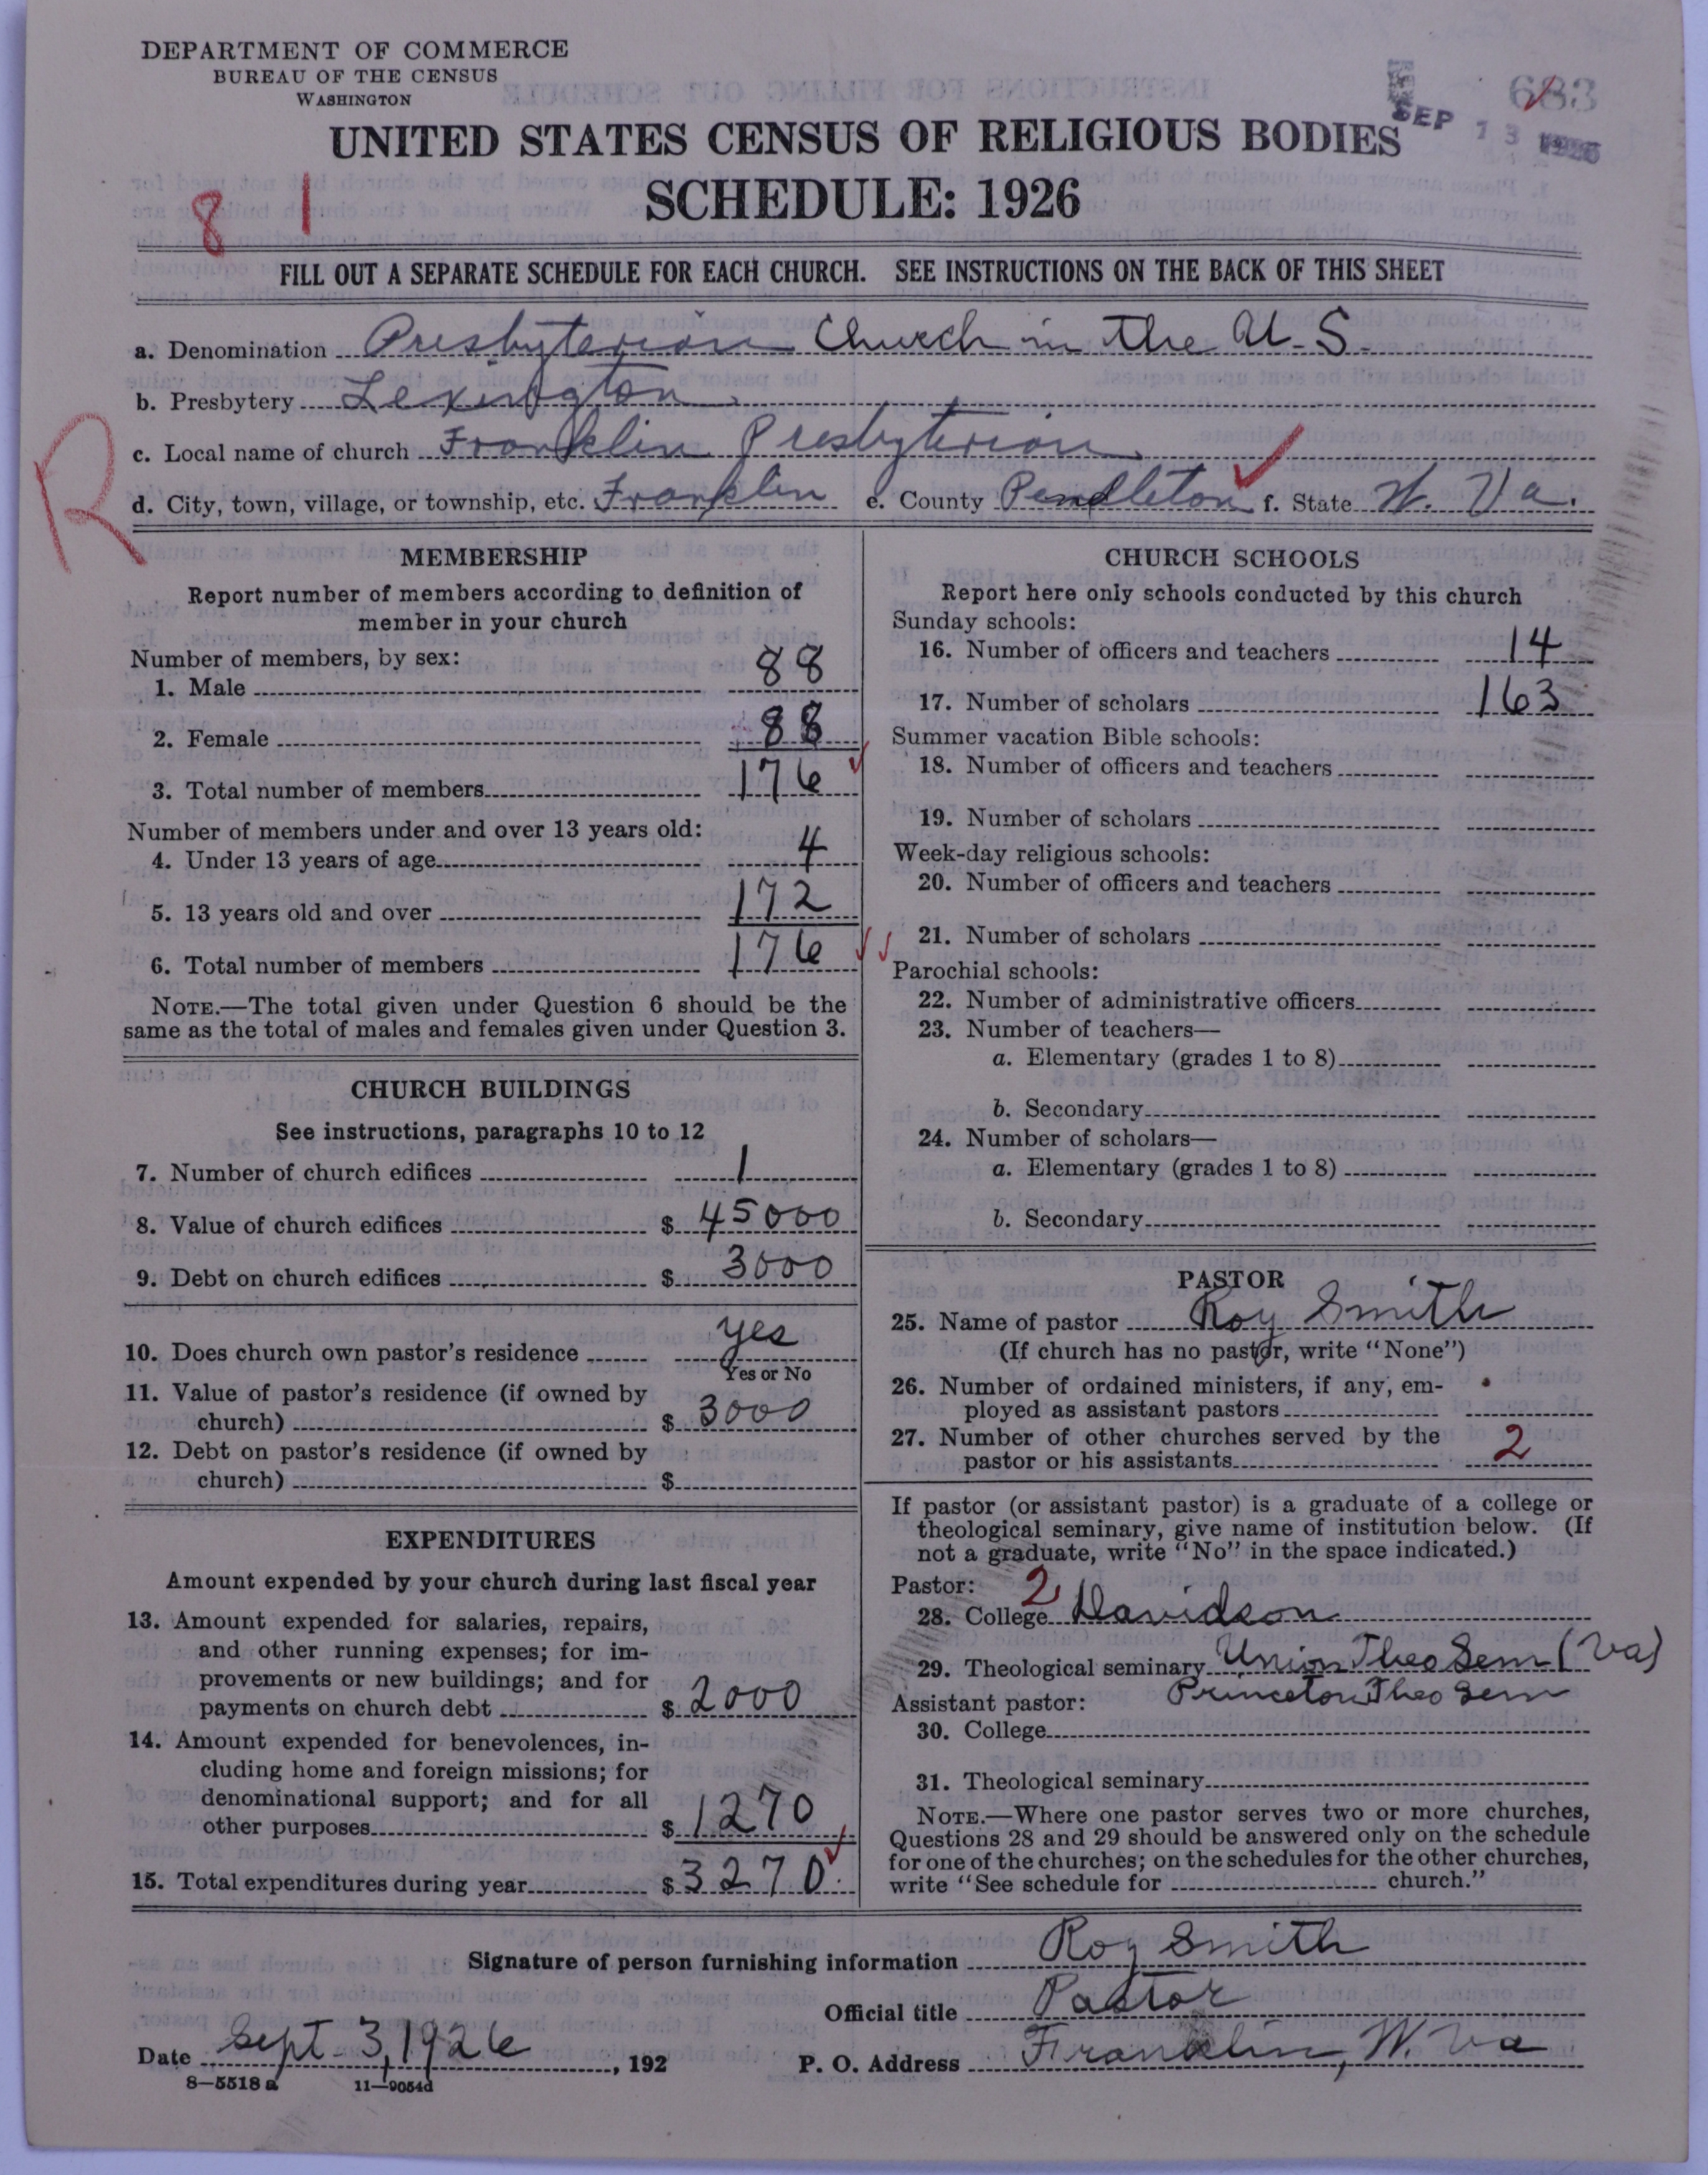 DEPARTMENT OF COMMERCE
BUREAU OF THE CENSUS
WASHINGTON
683
SEP 13 1926
UNITED STATES CENSUS OF RELIGIOUS BODIES
SCHEDULE: 1926
8 1
FILL OUT A SEPARATE SCHEDULE FOR EACH CHURCH. SEE INSTRUCTIONS ON THE BACK OF THIS SHEET
a. Denomination Presbyterian Church in the U.S.
b. Presbytery Lexington
R
c. Local name of church Franklin Presbyterian
d. City, town, village, or township, etc. Franklin e. County Pendleton f. State W. Va.
MEMBERSHIP
Report number of members according to definition of
member in your church
Number of members, by sex:
1. Male 88
2. Female 88
3. Total number of members 176
Number of members under and over 13 years old:
4. Under 13 years of age 4
5. 13 years old and over 172
6. Total number of members 176
NOTE.—The total given under Question 6 should be the
same as the total of males and females given under Question 3.
CHURCH BUILDINGS
See instructions, paragraphs 10 to 12
7. Number of church edifices 1
8. Value of church edifices $ 45000
9. Debt on church edifices $ 3000
10. Does church own pastor's residence yes
Yes or No
11. Value of pastor's residence (if owned by
church) $ 3000
12. Debt on pastor's residence (if owned by
church) $
EXPENDITURES
Amount expended by your church during last fiscal year
13. Amount expended for salaries, repairs,
and other running expenses; for im-
provements or new buildings; and for
payments on church debt $ 2000
14. Amount expended for benevolences, in-
cluding home and foreign missions; for
denominational support; and for all
other purposes $ 1270
15. Total expenditures during year $ 3270
CHURCH SCHOOLS
Report here only schools conducted by this church
Sunday schools:
16. Number of officers and teachers 14
17. Number of scholars 163
Summer vacation Bible schools:
18. Number of officers and teachers
19. Number of scholars
Week-day religious schools:
20. Number of officers and teachers
21. Number of scholars
Parochial schools:
22. Number of administrative officers
23. Number of teachers—
a. Elementary (grades 1 to 8)
b. Secondary
24. Number of scholars—
a. Elementary (grades 1 to 8)
b. Secondary
PASTOR
25. Name of pastor Roy Smith
(If church has no pastor, write "None")
26. Number of ordained ministers, if any, em-
ployed as assistant pastors
27. Number of other churches served by the
pastor or his assistants 2
If pastor (or assistant pastor) is a graduate of a college or
theological seminary, give name of institution below. (If
not a graduate, write "No" in the space indicated.)
Pastor: 2
28. College Davidson
29. Theological seminary Union Theo Sem (Va)
Assistant pastor: Princeton Theo Sem
30. College
31. Theological seminary
NOTE.—Where one pastor serves two or more churches,
Questions 28 and 29 should be answered only on the schedule
for one of the churches; on the schedules for the other churches,
write "See schedule for church."
Signature of person furnishing information Roy Smith
Official title Pastor
Date Sept 3, 1926, 192 P. O. Address Franklin, W. Va
8—5518 a 11—9054d